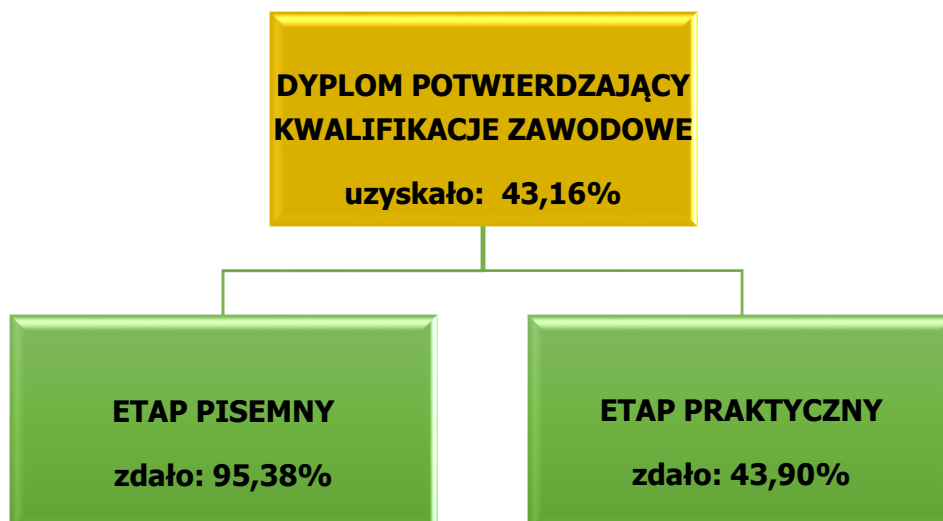 DYPLOM POTWIERDZAJĄCY
KWALIFIKACJE ZAWODOWE
uzyskało: 43,16%
ETAP PISEMNY
zdało: 95,38%
ETAP PRAKTYCZNY
zdało: 43,90%